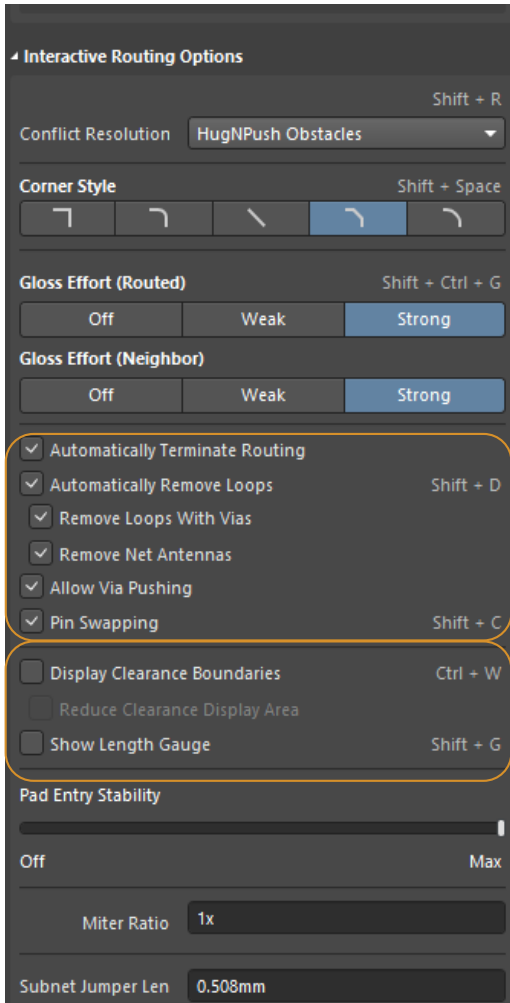 Interactive Routing Options
Shift + R
Conflict Resolution HugNPush Obstacles
Corner Style Shift + Space
Gloss Effort (Routed) Shift + Ctrl + G
Off Weak Strong
Gloss Effort (Neighbor)
Off Weak Strong
Automatically Terminate Routing
Automatically Remove Loops Shift + D
Remove Loops With Vias
Remove Net Antennas
Allow Via Pushing
Pin Swapping Shift + C
Display Clearance Boundaries Ctrl + W
Reduce Clearance Display Area
Show Length Gauge Shift + G
Pad Entry Stability
Off Max
Miter Ratio 1x
Subnet Jumper Len 0.508mm